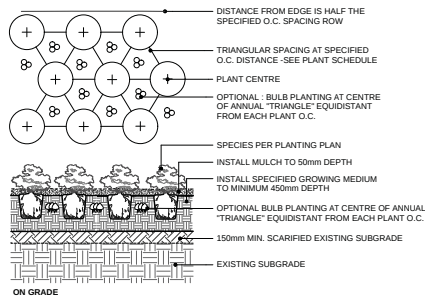 DISTANCE FROM EDGE IS HALF THE
SPECIFIED O.C. SPACING ROW
TRIANGULAR SPACING AT SPECIFIED
O.C. DISTANCE -SEE PLANT SCHEDULE
PLANT CENTRE
OPTIONAL : BULB PLANTING AT CENTRE
OF ANNUAL "TRIANGLE" EQUIDISTANT
FROM EACH PLANT O.C.
SPECIES PER PLANTING PLAN
INSTALL MULCH TO 50mm DEPTH
INSTALL SPECIFIED GROWING MEDIUM
TO MINIMUM 450mm DEPTH
OPTIONAL BULB PLANTING AT CENTRE OF ANNUAL
"TRIANGLE" EQUIDISTANT FROM EACH PLANT O.C.
150mm MIN. SCARIFIED EXISTING SUBGRADE
EXISTING SUBGRADE
ON GRADE